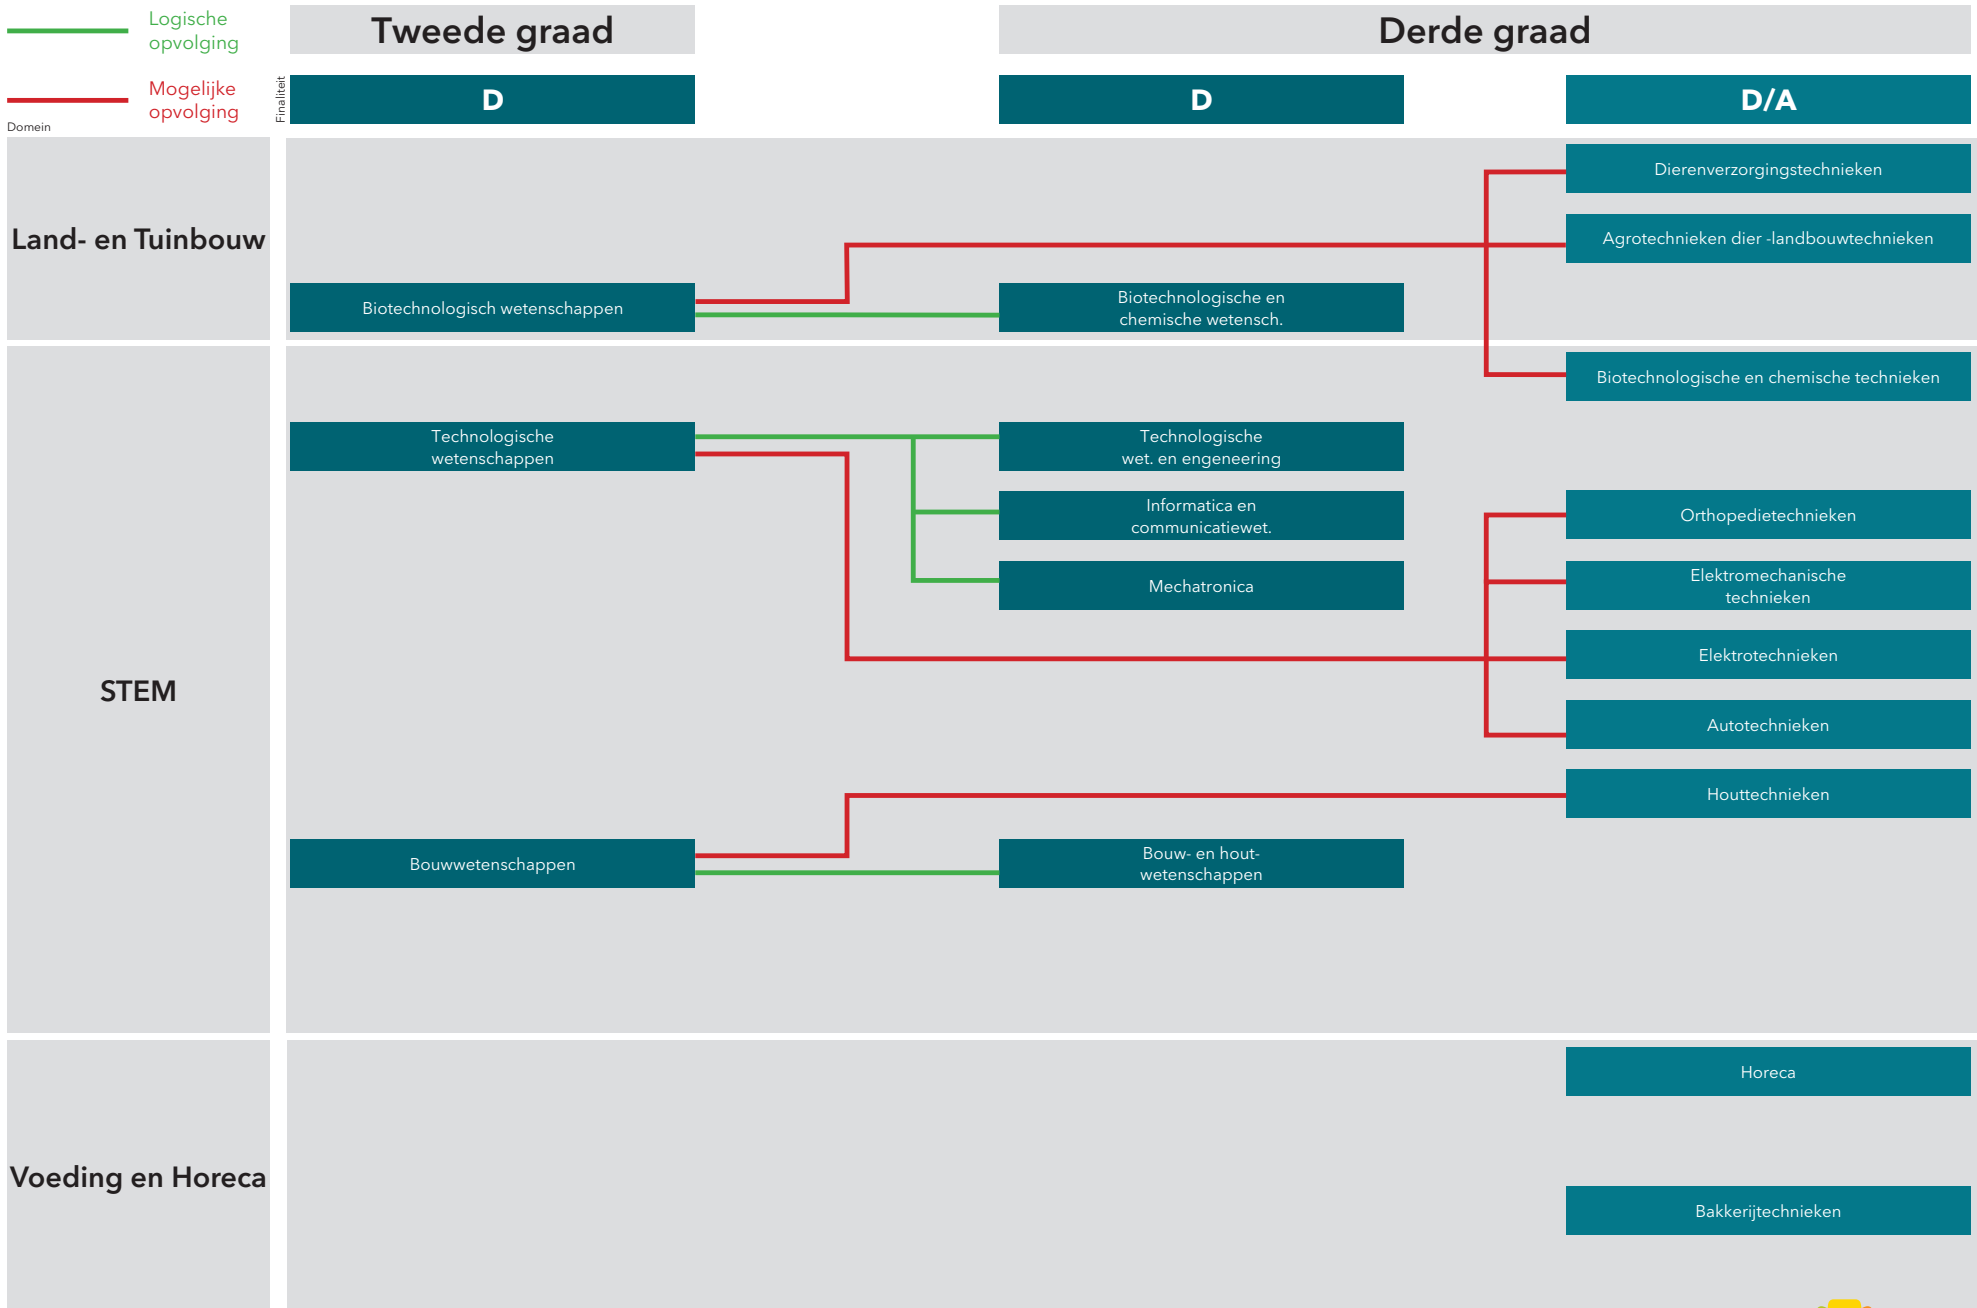 Logische
opvolging
Mogelijke
opvolging
Domein
Finaliteit
Tweede graad
Derde graad
D
D
D/A
Land- en Tuinbouw
Dierenverzorgingstechnieken
Agrotechnieken dier -landbouwtechnieken
Biotechnologisch wetenschappen
Biotechnologische en
chemische wetensch.
STEM
Biotechnologische en chemische technieken
Technologische
wetenschappen
Technologische
wet. en engeneering
Informatica en
communicatiewet.
Mechatronica
Orthopedietechnieken
Elektromechanische
technieken
Elektrotechnieken
Autotechnieken
Houttechnieken
Bouwwetenschappen
Bouw- en hout-
wetenschappen
Voeding en Horeca
Horeca
Bakkerijtechnieken